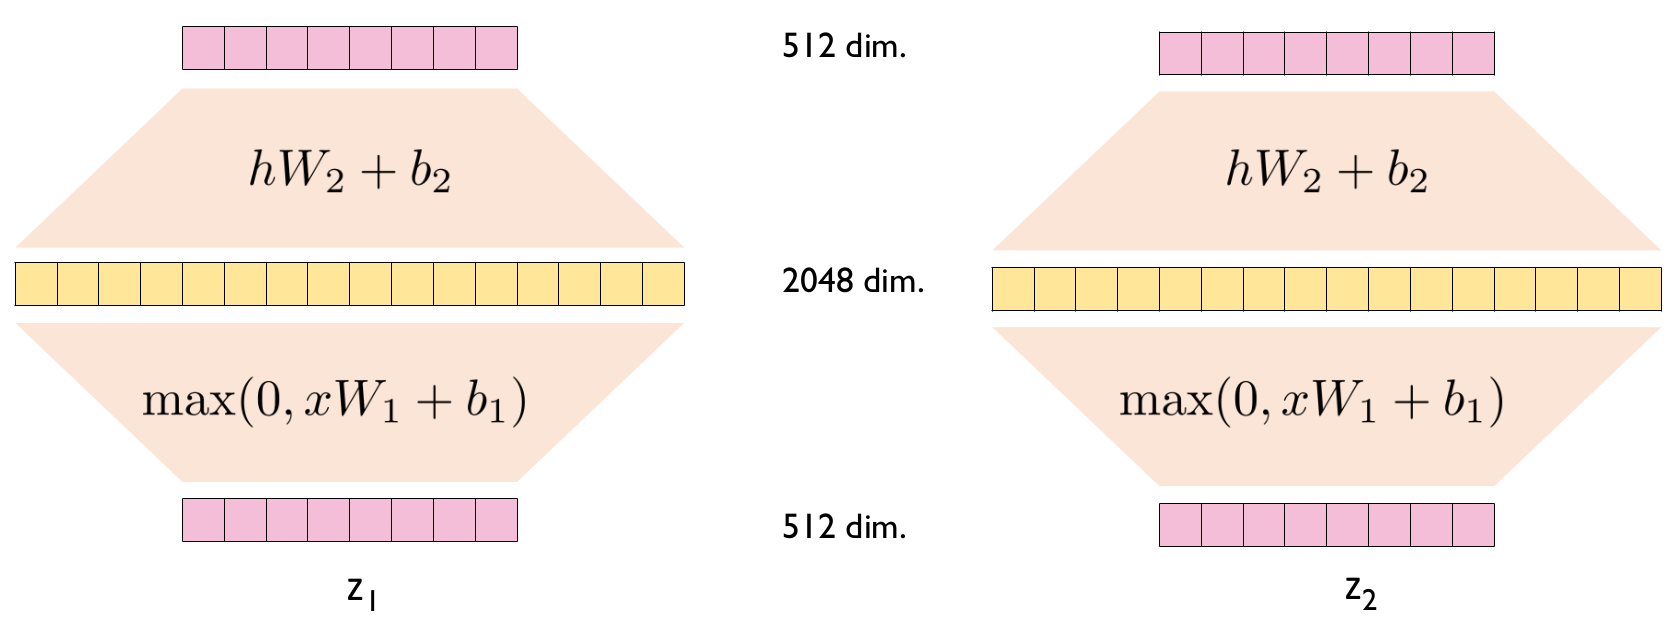 512 dim.
hW₂ + b₂
hW₂ + b₂
2048 dim.
max(0, xW₁ + b₁)
max(0, xW₁ + b₁)
512 dim.
z₁
z₂